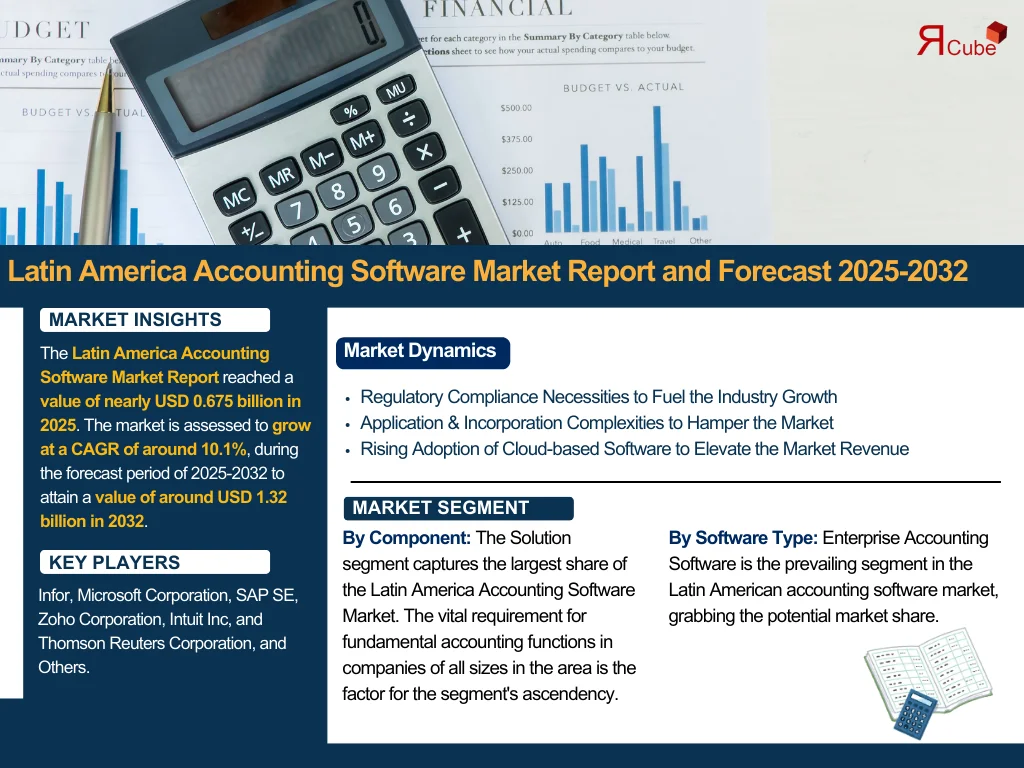 UDGET
mmary By Category table be
actual spending compares to your
BUDGET VS. ACTUAL
FINANCIAL
et for each category in the Summary By Category table below.
ctions sheet to see how your actual spending compares to your budget.
BUDGET VS. ACTUAL
$500.00
$375.00
$250.00
$125.00
$0.00
Auto Food Medical Travel Other
0.
% MU
MC MR M− M+ ÷
+/− 7 8 9 ×
4 5 6 −
3 +
ЯCube
Latin America Accounting Software Market Report and Forecast 2025-2032
MARKET INSIGHTS
The Latin America Accounting
Software Market Report reached a
value of nearly USD 0.675 billion in
2025. The market is assessed to grow
at a CAGR of around 10.1%, during
the forecast period of 2025-2032 to
attain a value of around USD 1.32
billion in 2032.
KEY PLAYERS
Infor, Microsoft Corporation, SAP SE,
Zoho Corporation, Intuit Inc, and
Thomson Reuters Corporation, and
Others.
Market Dynamics
• Regulatory Compliance Necessities to Fuel the Industry Growth
• Application & Incorporation Complexities to Hamper the Market
• Rising Adoption of Cloud-based Software to Elevate the Market Revenue
MARKET SEGMENT
By Component: The Solution
segment captures the largest share of
the Latin America Accounting Software
Market. The vital requirement for
fundamental accounting functions in
companies of all sizes in the area is the
factor for the segment's ascendency.
By Software Type: Enterprise Accounting
Software is the prevailing segment in the
Latin American accounting software market,
grabbing the potential market share.